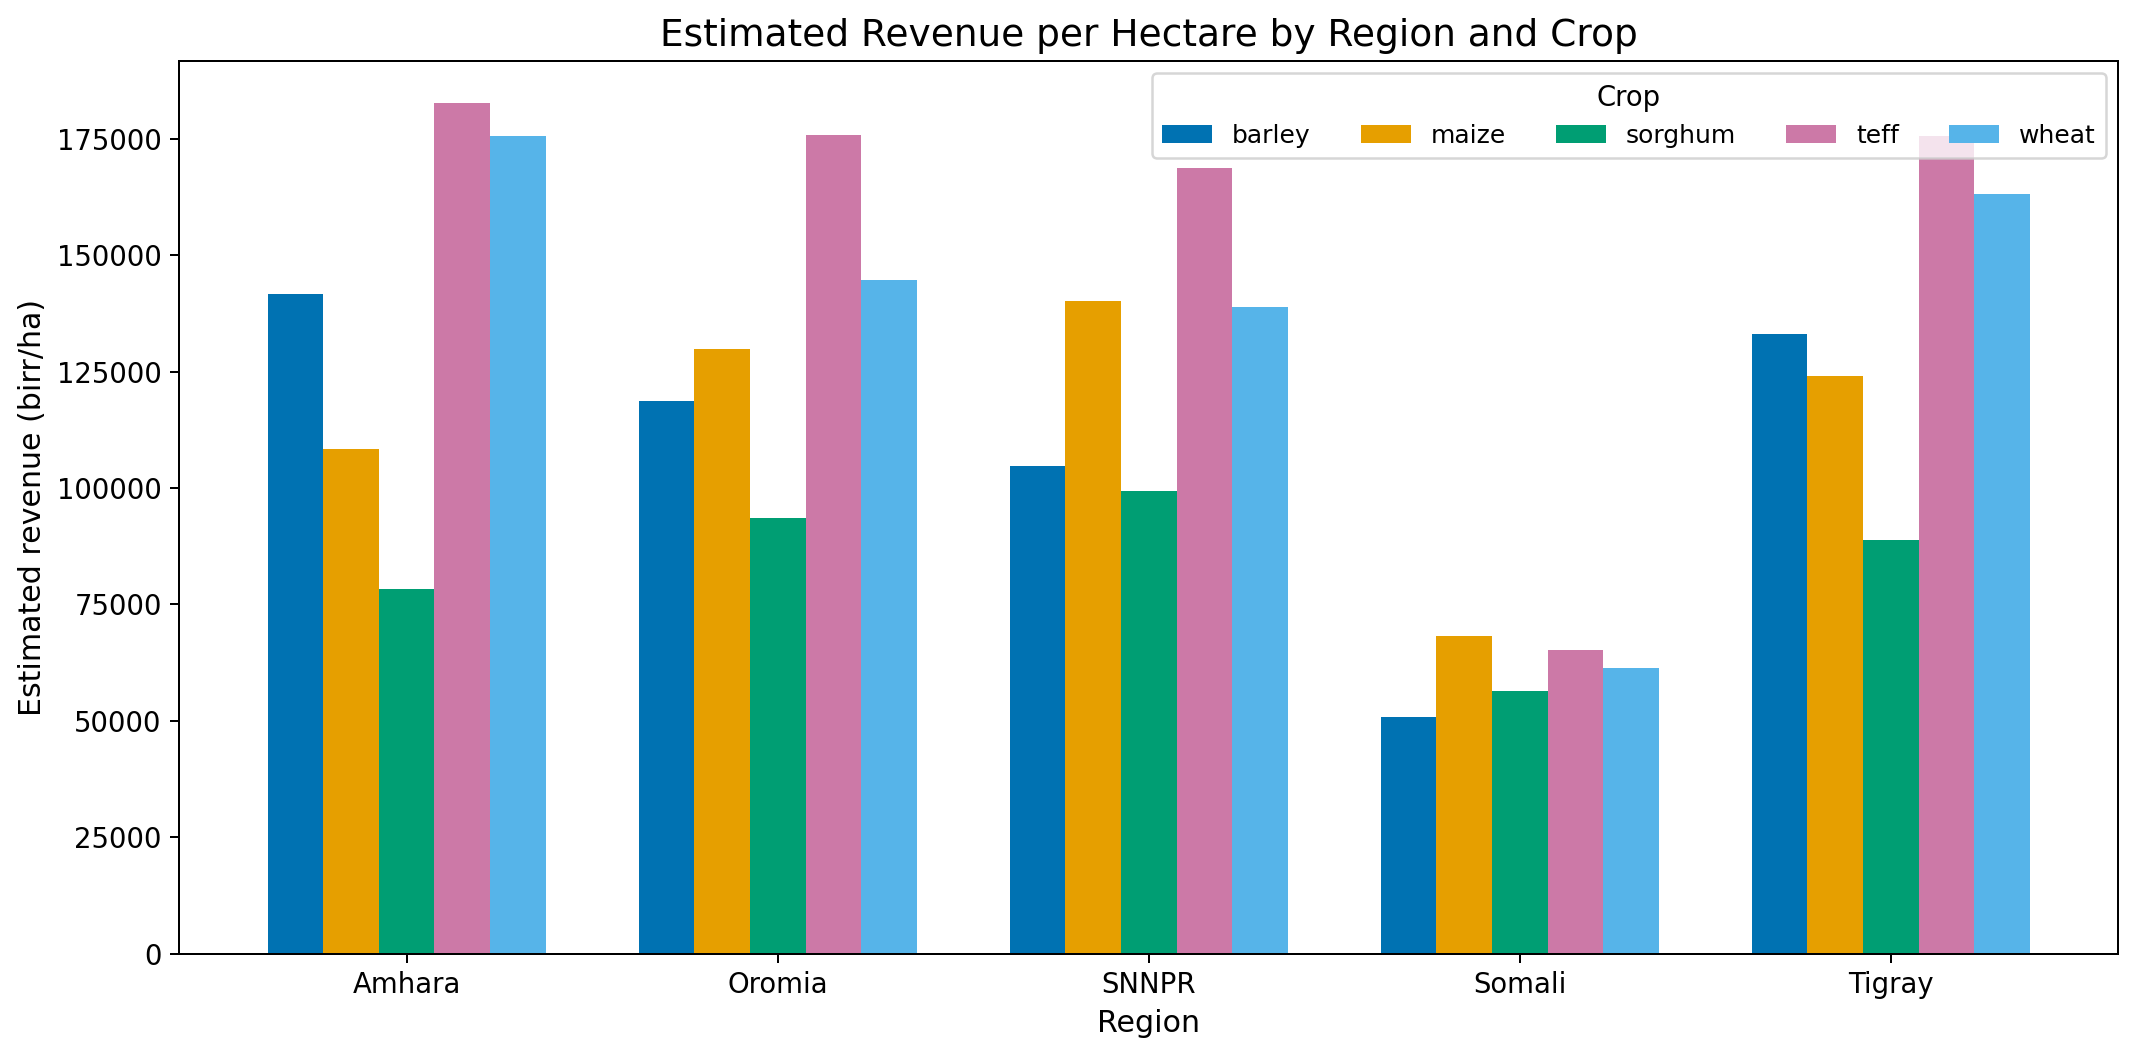 Estimated Revenue per Hectare by Region and Crop
Crop
barley maize sorghum teff wheat
Estimated revenue (birr/ha)
175000
150000
125000
100000
75000
50000
25000
0
Amhara Oromia SNNPR Somali Tigray
Region